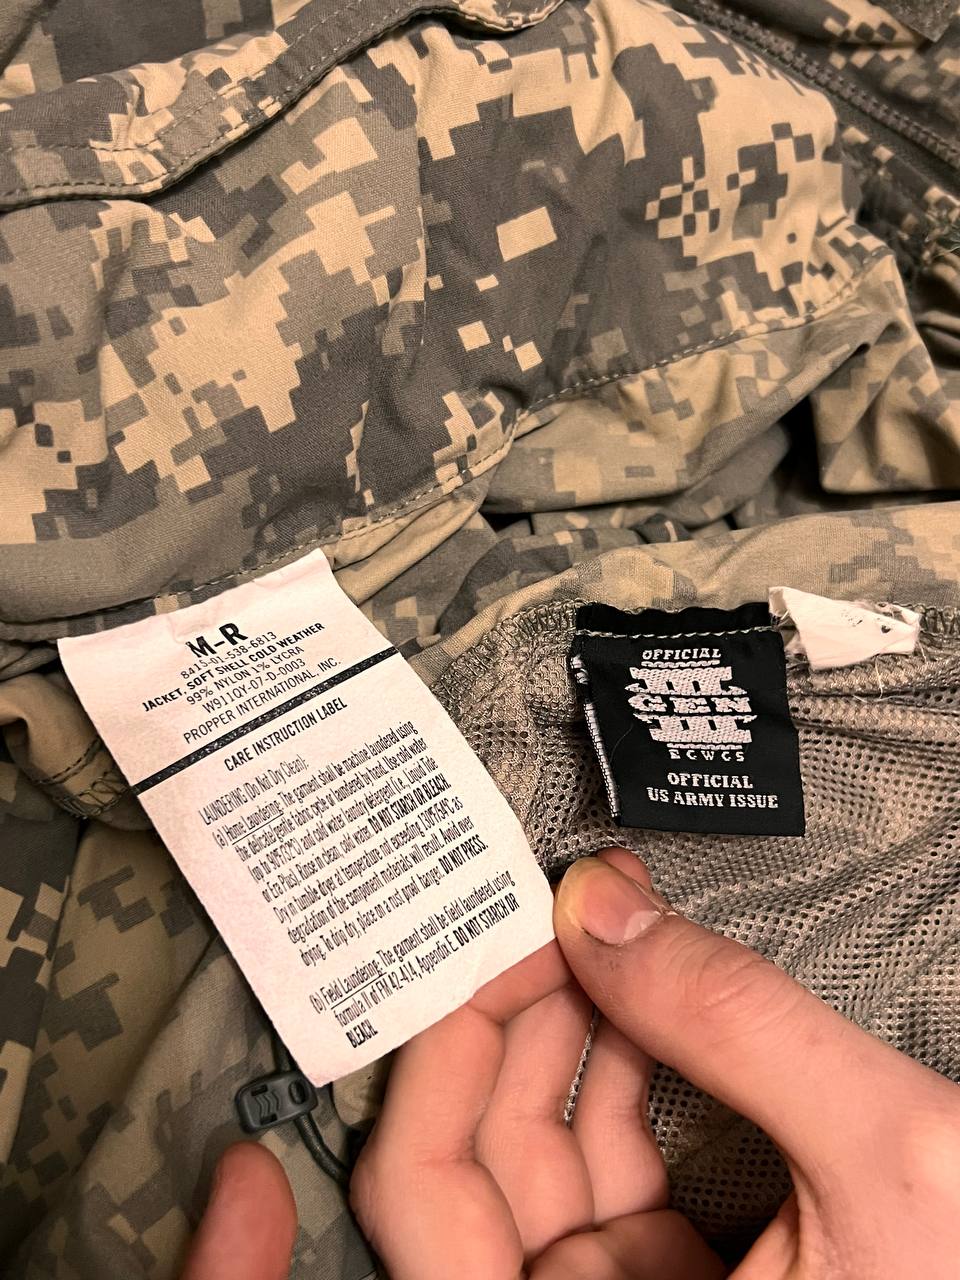 M-R
8415-01-538-6813
JACKET, SOFT SHELL COLD WEATHER
99% NYLON 1% LYCRA
W911QY-07-D-0003
PROPPER INTERNATIONAL, INC.
CARE INSTRUCTION LABEL
LAUNDERING (Do Not Dry Clean):
(a) Home Laundering: The garment shall be machine laundered using
the delicate/gentle fabric cycle or laundered by hand. Use cold water
(up to and cold water laundry detergent (i.e. Liquid Tide
or Era Plus). Rinse in clean, cold water. DO NOT STARCH OR BLEACH.
Dry in tumble dryer at temperature not exceeding as
degradation of the component materials will result. Avoid over
drying. To drip dry, place on a rust proof hanger. DO NOT PRESS.
(b) Field Laundering: The garment shall be field laundered using
formula II of FM 42-414, Appendix E. DO NOT STARCH OR
BLEACH.
OFFICIAL
III
GEN
III
ECWCS
OFFICIAL
US ARMY ISSUE